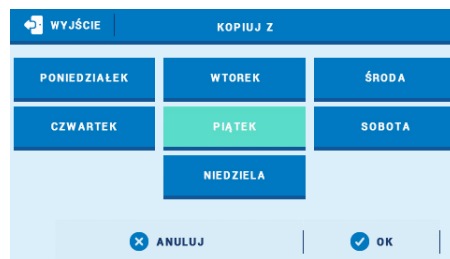 WYJŚCIE
KOPIUJ Z
PONIEDZIAŁEK WTOREK ŚRODA
CZWARTEK PIĄTEK SOBOTA
NIEDZIELA
ANULUJ OK